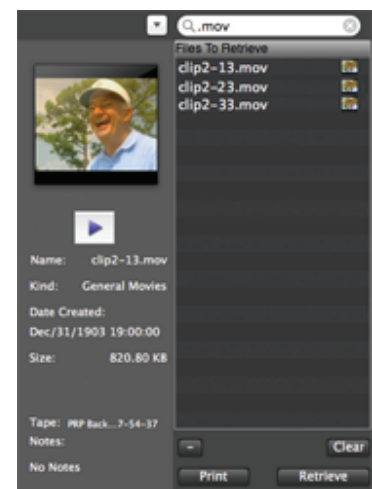 .mov
Files To Retrieve
clip2-13.mov
clip2-23.mov
clip2-33.mov
Name: clip2-13.mov
Kind: General Movies
Date Created:
Dec/31/1903 19:00:00
Size: 820.80 KB
Tape: PRP Back...7-54-37
Notes:
No Notes
- Clear
Print Retrieve